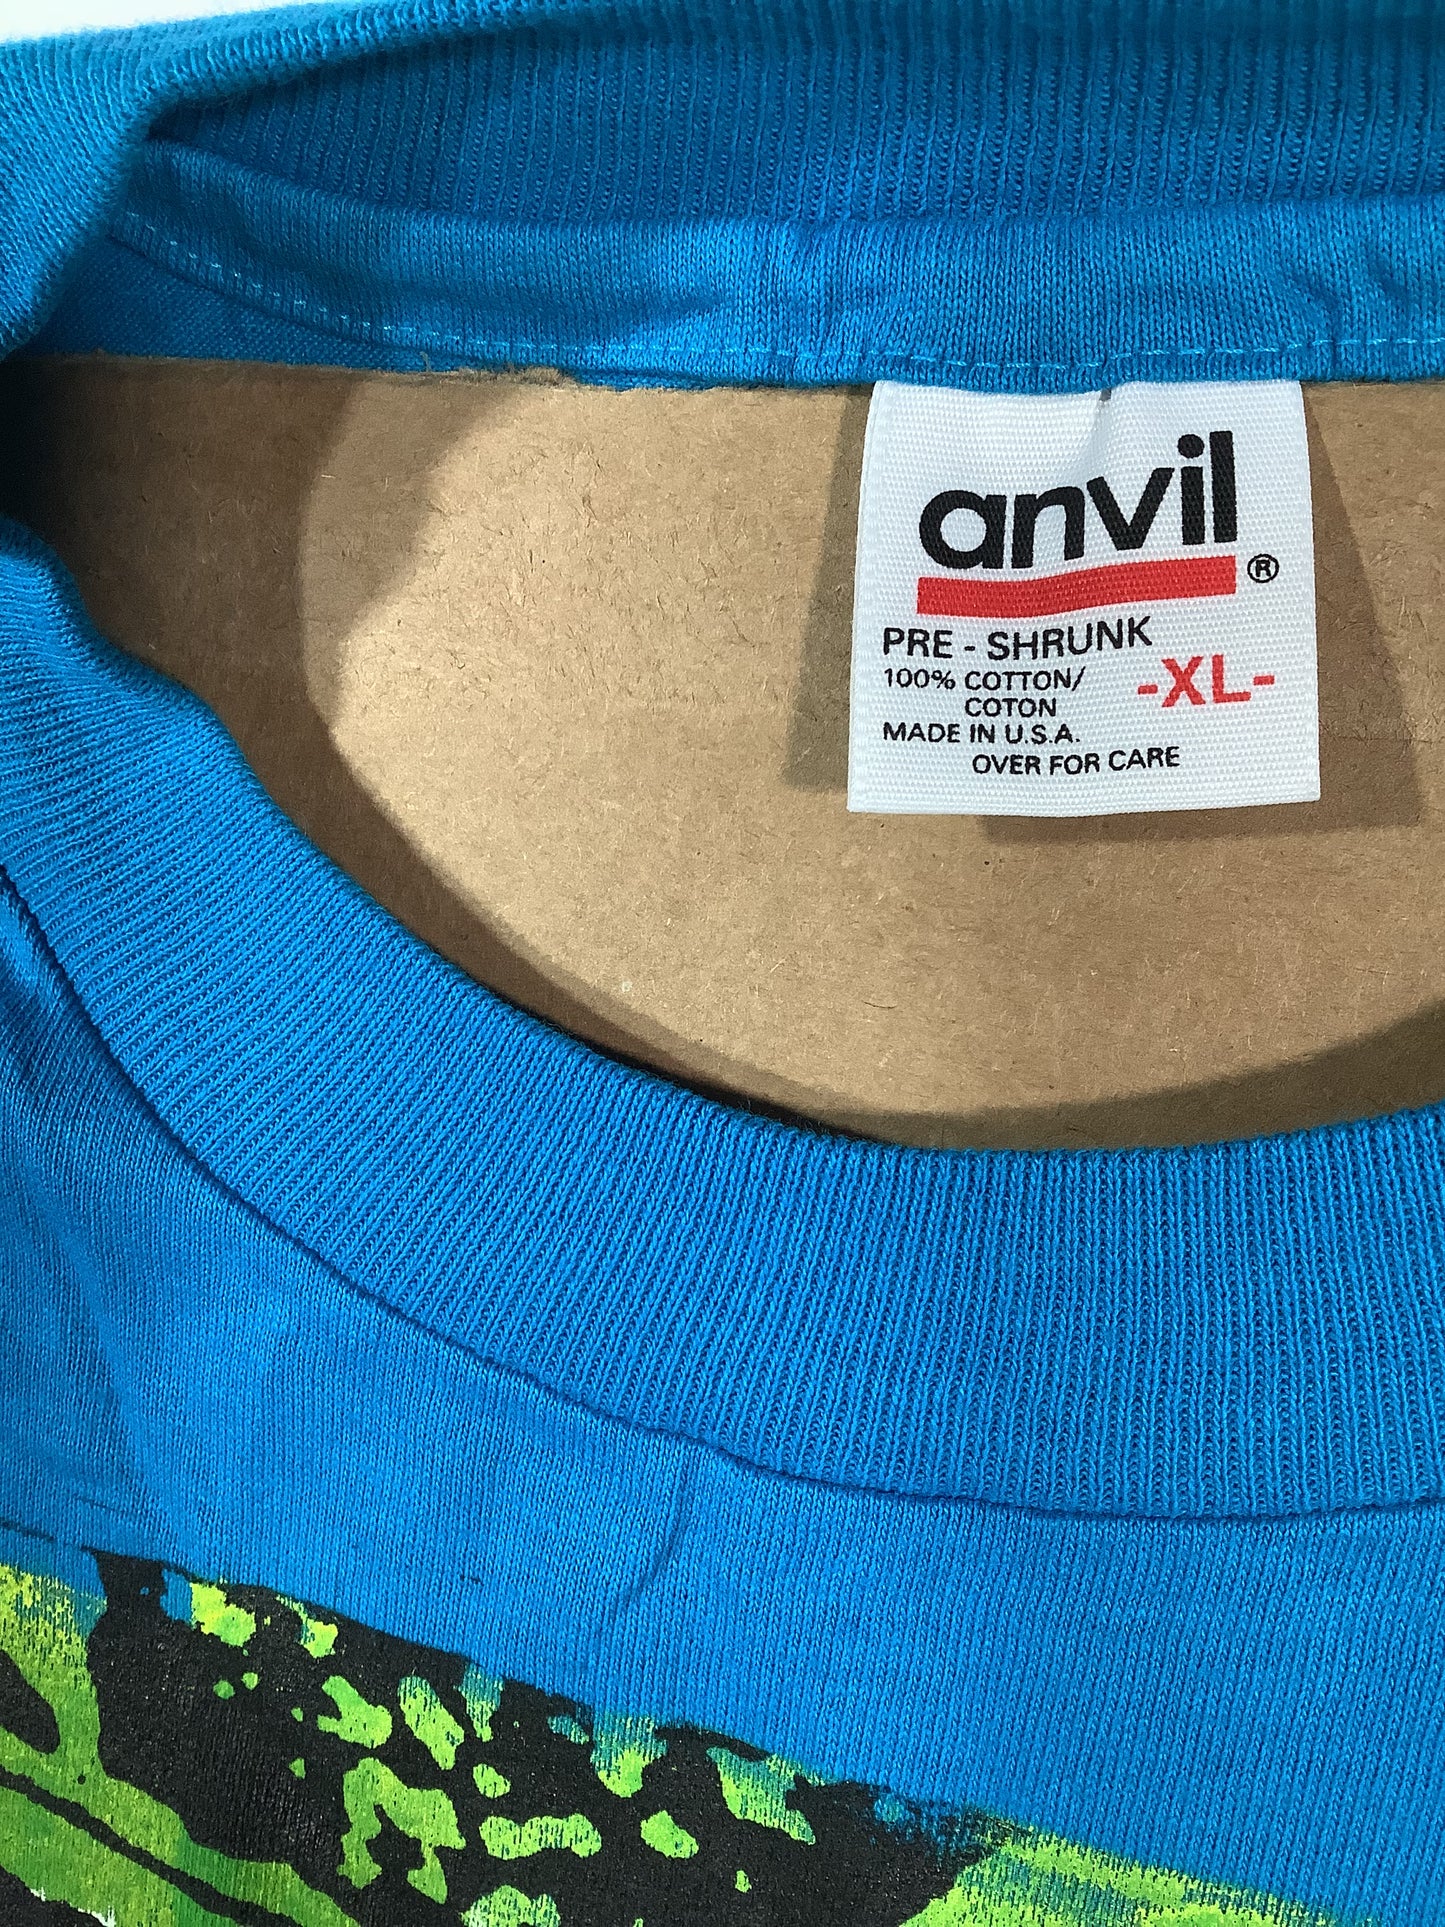 anvil®
PRE - SHRUNK
100% COTTON/
COTON
-XL-
MADE IN U.S.A.
OVER FOR CARE